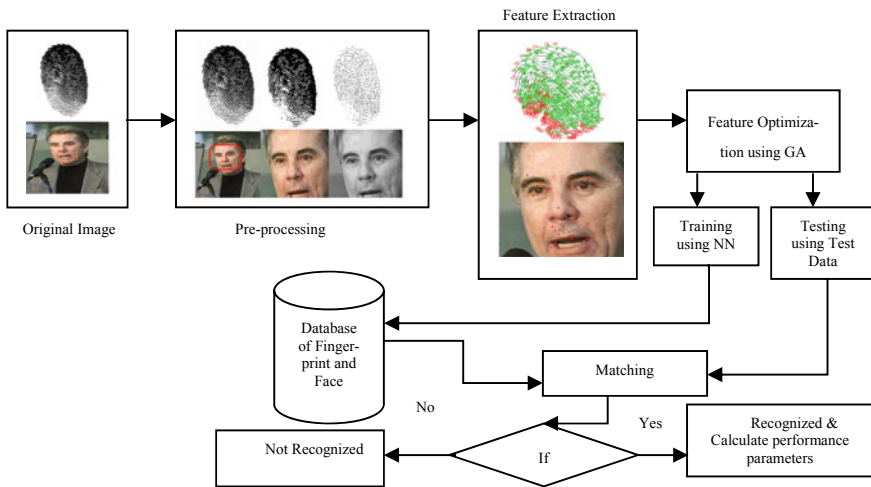 Feature Extraction
Original Image
Pre-processing
Feature Optimiza-
tion using GA
Training
using NN
Testing
using Test
Data
Database
of Finger-
print and
Face
Matching
No
Yes
If
Not Recognized
Recognized &
Calculate performance
parameters